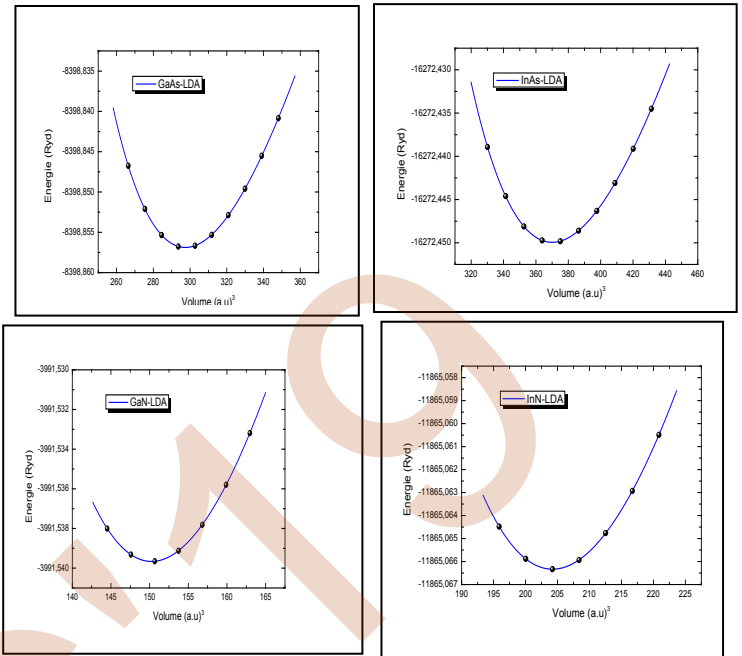 GaAs-LDA
Energie (Ryd)
-8398,835
-8398,840
-8398,845
-8398,850
-8398,855
-8398,860
260 280 300 320 340 360
Volume (a.u)³
InAs-LDA
Energie (Ryd)
-16272,430
-16272,435
-16272,440
-16272,445
-16272,450
320 340 360 380 400 420 440 460
Volume (a.u)³
GaN-LDA
Energie (Ryd)
-3991,530
-3991,532
-3991,534
-3991,536
-3991,538
-3991,540
140 145 150 155 160 165
Volume (a.u)³
InN-LDA
Energie (Ryd)
-11865,058
-11865,059
-11865,060
-11865,061
-11865,062
-11865,063
-11865,064
-11865,065
-11865,066
-11865,067
190 195 200 205 210 215 220 225
Volume (a.u)³